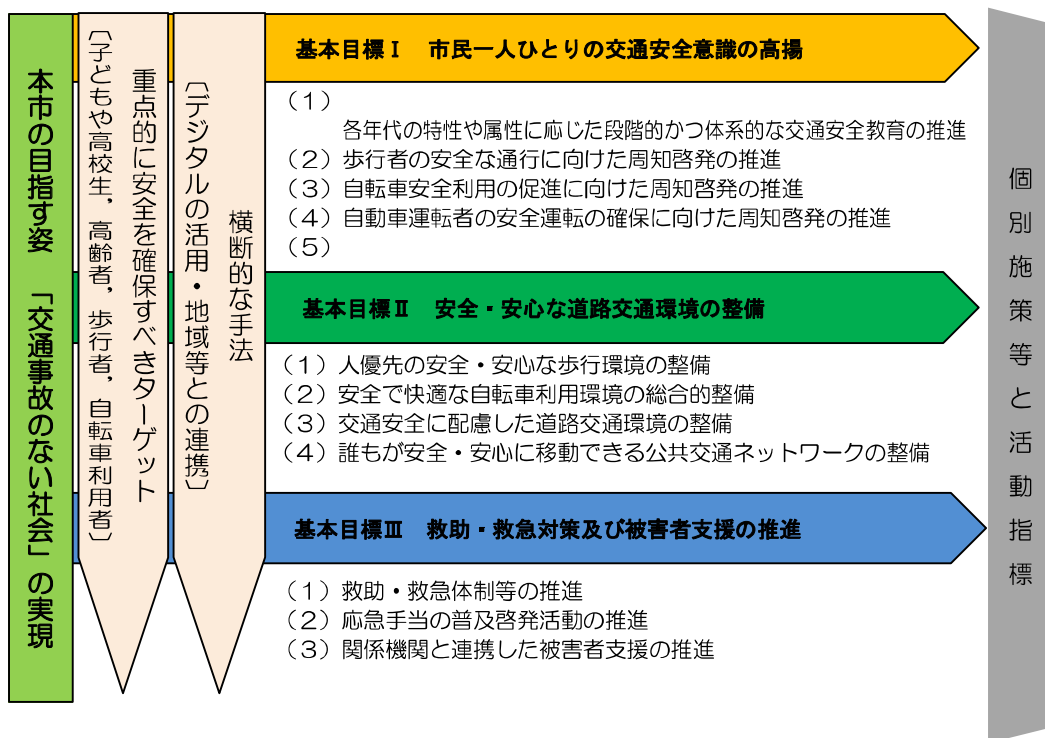 本市の目指す姿　「交通事故のない社会」の実現
重点的に安全を確保すべきターゲット
〔子どもや高校生，高齢者，歩行者，自転車利用者〕
横断的な手法
〔デジタルの活用・地域等との連携〕
基本目標Ⅰ　市民一人ひとりの交通安全意識の高揚
（１）
各年代の特性や属性に応じた段階的かつ体系的な交通安全教育の推進
（２）歩行者の安全な通行に向けた周知啓発の推進
（３）自転車安全利用の促進に向けた周知啓発の推進
（４）自動車運転者の安全運転の確保に向けた周知啓発の推進
（５）
基本目標Ⅱ　安全・安心な道路交通環境の整備
（１）人優先の安全・安心な歩行環境の整備
（２）安全で快適な自転車利用環境の総合的整備
（３）交通安全に配慮した道路交通環境の整備
（４）誰もが安全・安心に移動できる公共交通ネットワークの整備
基本目標Ⅲ　救助・救急対策及び被害者支援の推進
（１）救助・救急体制等の推進
（２）応急手当の普及啓発活動の推進
（３）関係機関と連携した被害者支援の推進
個別施策等と活動指標